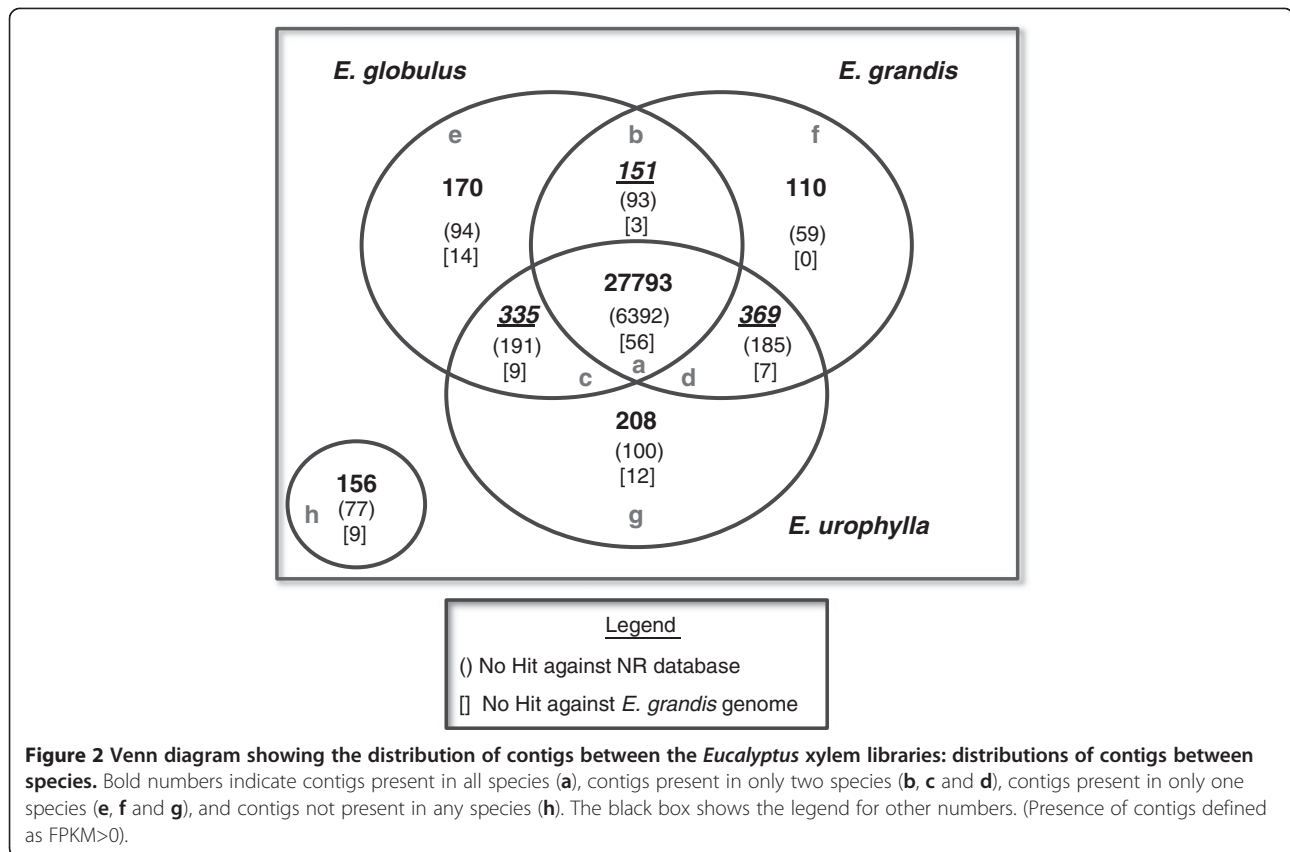 E. globulus
E. grandis
e
b
f
170
(94)
[14]
151
(93)
[3]
110
(59)
[0]
335
(191)
[9]
27793
(6392)
[56]
369
(185)
[7]
c
a
d
208
(100)
[12]
g
156
(77)
[9]
h
E. urophylla
Legend
() No Hit against NR database
[] No Hit against E. grandis genome
Figure 2 Venn diagram showing the distribution of contigs between the Eucalyptus xylem libraries: distributions of contigs between
species. Bold numbers indicate contigs present in all species (a), contigs present in only two species (b, c and d), contigs present in only one
species (e, f and g), and contigs not present in any species (h). The black box shows the legend for other numbers. (Presence of contigs defined
as FPKM>0).